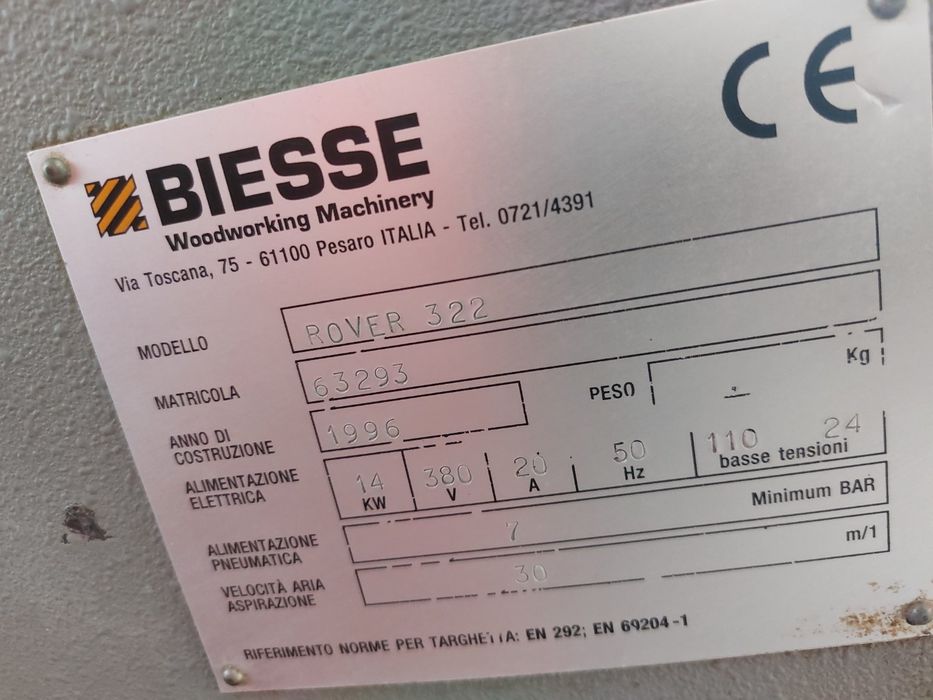 CE
BIESSE
Woodworking Machinery
Via Toscana, 75 - 61100 Pesaro ITALIA - Tel. 0721/4391
MODELLO ROVER 322
MATRICOLA 63293
ANNO DI COSTRUZIONE 1996 PESO Kg
ALIMENTAZIONE ELETTRICA 14 KW 380 V 20 A 50 Hz 110 24 basse tensioni
ALIMENTAZIONE PNEUMATICA 7 Minimum BAR
VELOCITÀ ARIA ASPIRAZIONE 30 m/1
RIFERIMENTO NORME PER TARGHETTA: EN 292; EN 69204-1